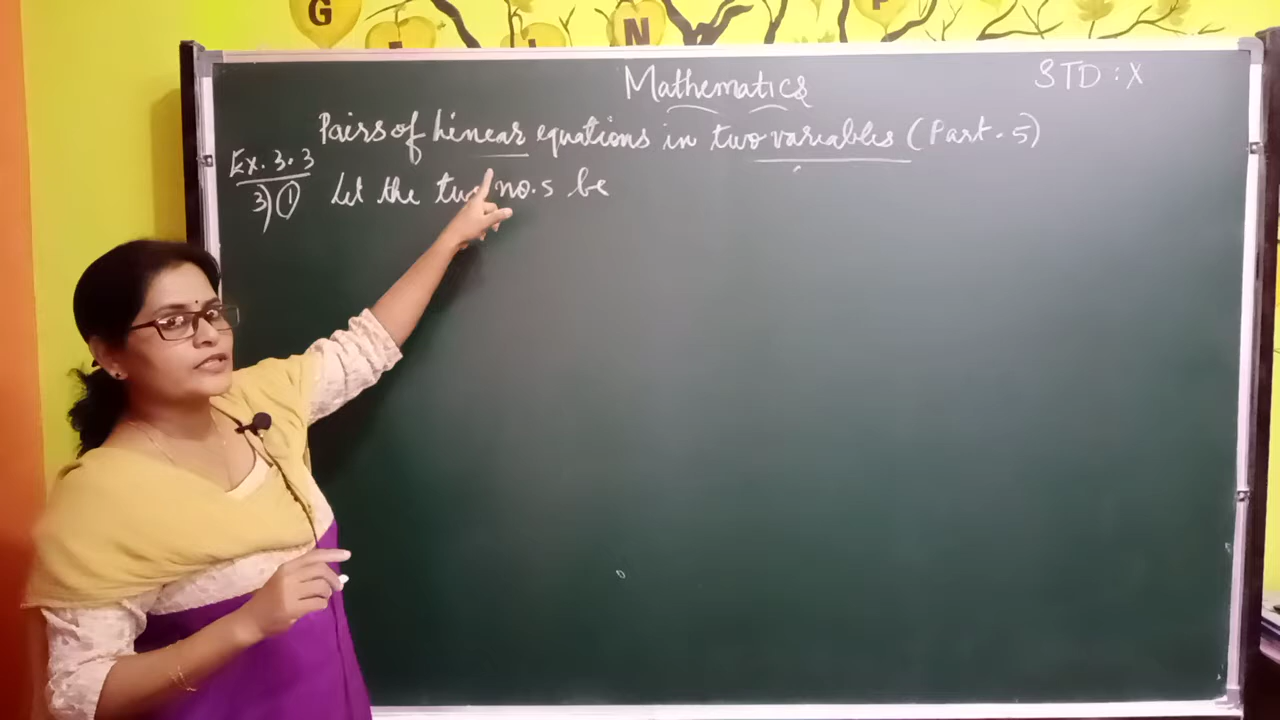 G I N P
Mathematics
STD : X
Pairs of Linear equations in two variables (Part - 5)
Ex. 3.3
3) ① Let the two no.s be